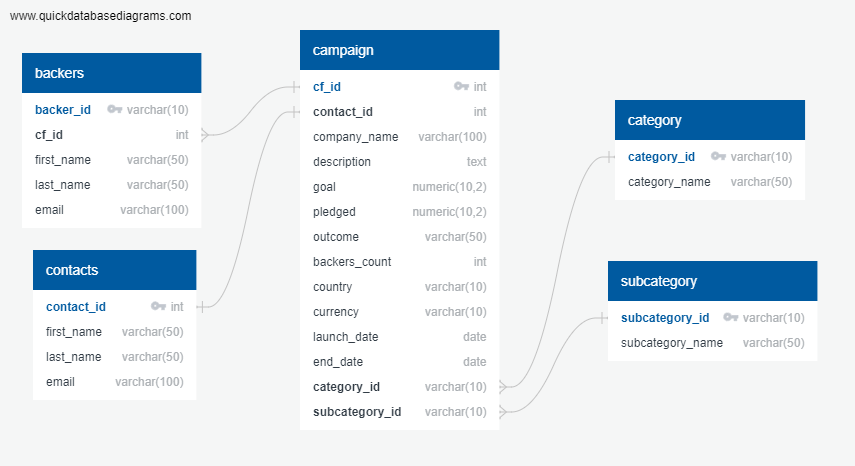 www.quickdatabasediagrams.com
backers
backer_id varchar(10)
cf_id int
first_name varchar(50)
last_name varchar(50)
email varchar(100)
contacts
contact_id int
first_name varchar(50)
last_name varchar(50)
email varchar(100)
campaign
cf_id int
contact_id int
company_name varchar(100)
description text
goal numeric(10,2)
pledged numeric(10,2)
outcome varchar(50)
backers_count int
country varchar(10)
currency varchar(10)
launch_date date
end_date date
category_id varchar(10)
subcategory_id varchar(10)
category
category_id varchar(10)
category_name varchar(50)
subcategory
subcategory_id varchar(10)
subcategory_name varchar(50)